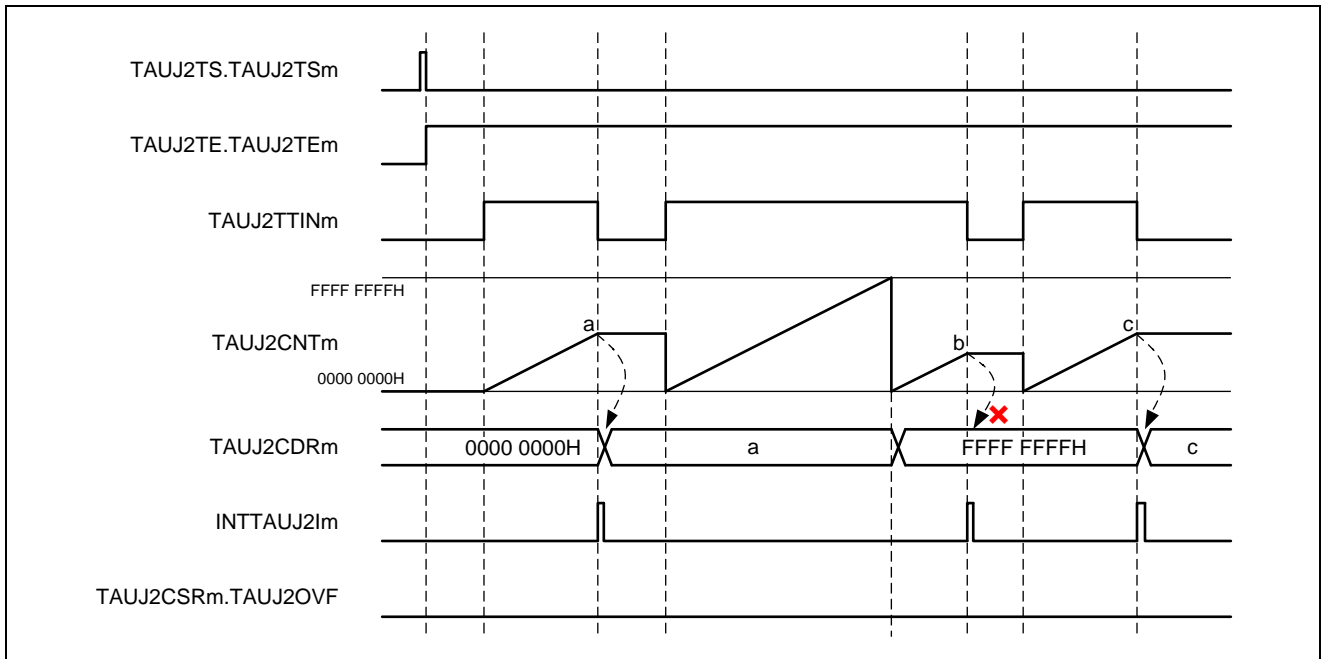 TAUJ2TS.TAUJ2TSm
TAUJ2TE.TAUJ2TEm
TAUJ2TTINm
FFFF FFFFH
TAUJ2CNTm
a
b
c
0000 0000H
TAUJ2CDRm
0000 0000H
a
FFFF FFFFH
c
INTTAUJ2Im
TAUJ2CSRm.TAUJ2OVF